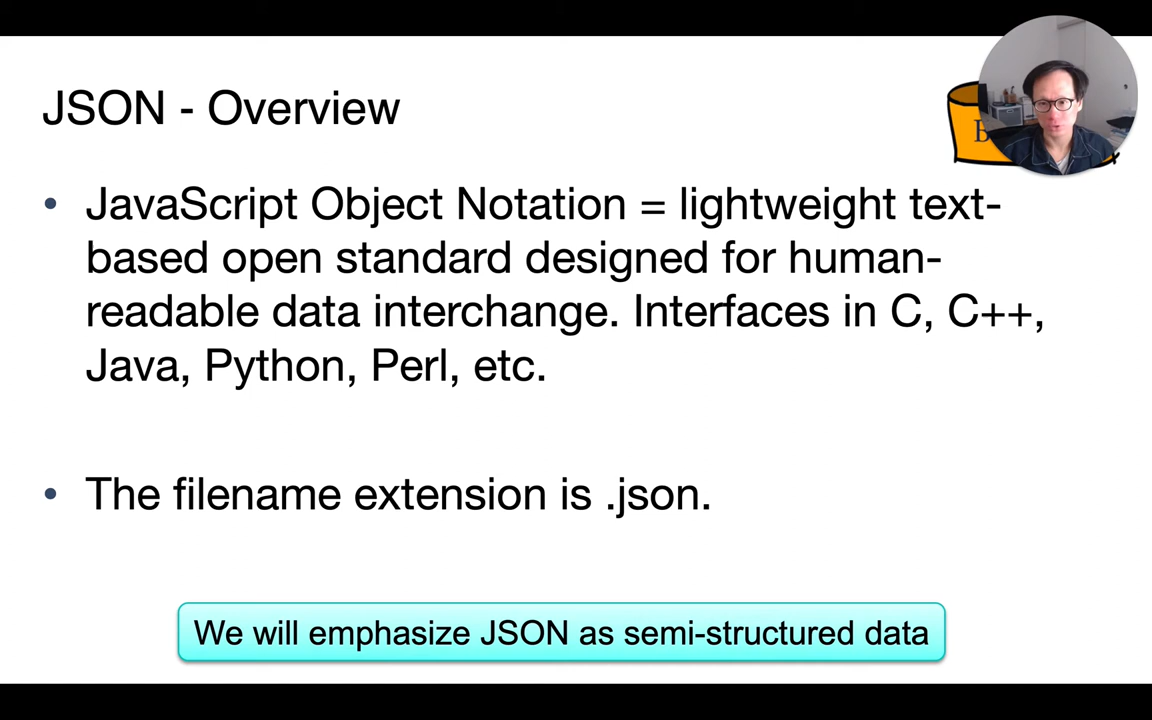 JSON - Overview
• JavaScript Object Notation = lightweight text-
based open standard designed for human-
readable data interchange. Interfaces in C, C++,
Java, Python, Perl, etc.
• The filename extension is .json.
We will emphasize JSON as semi-structured data